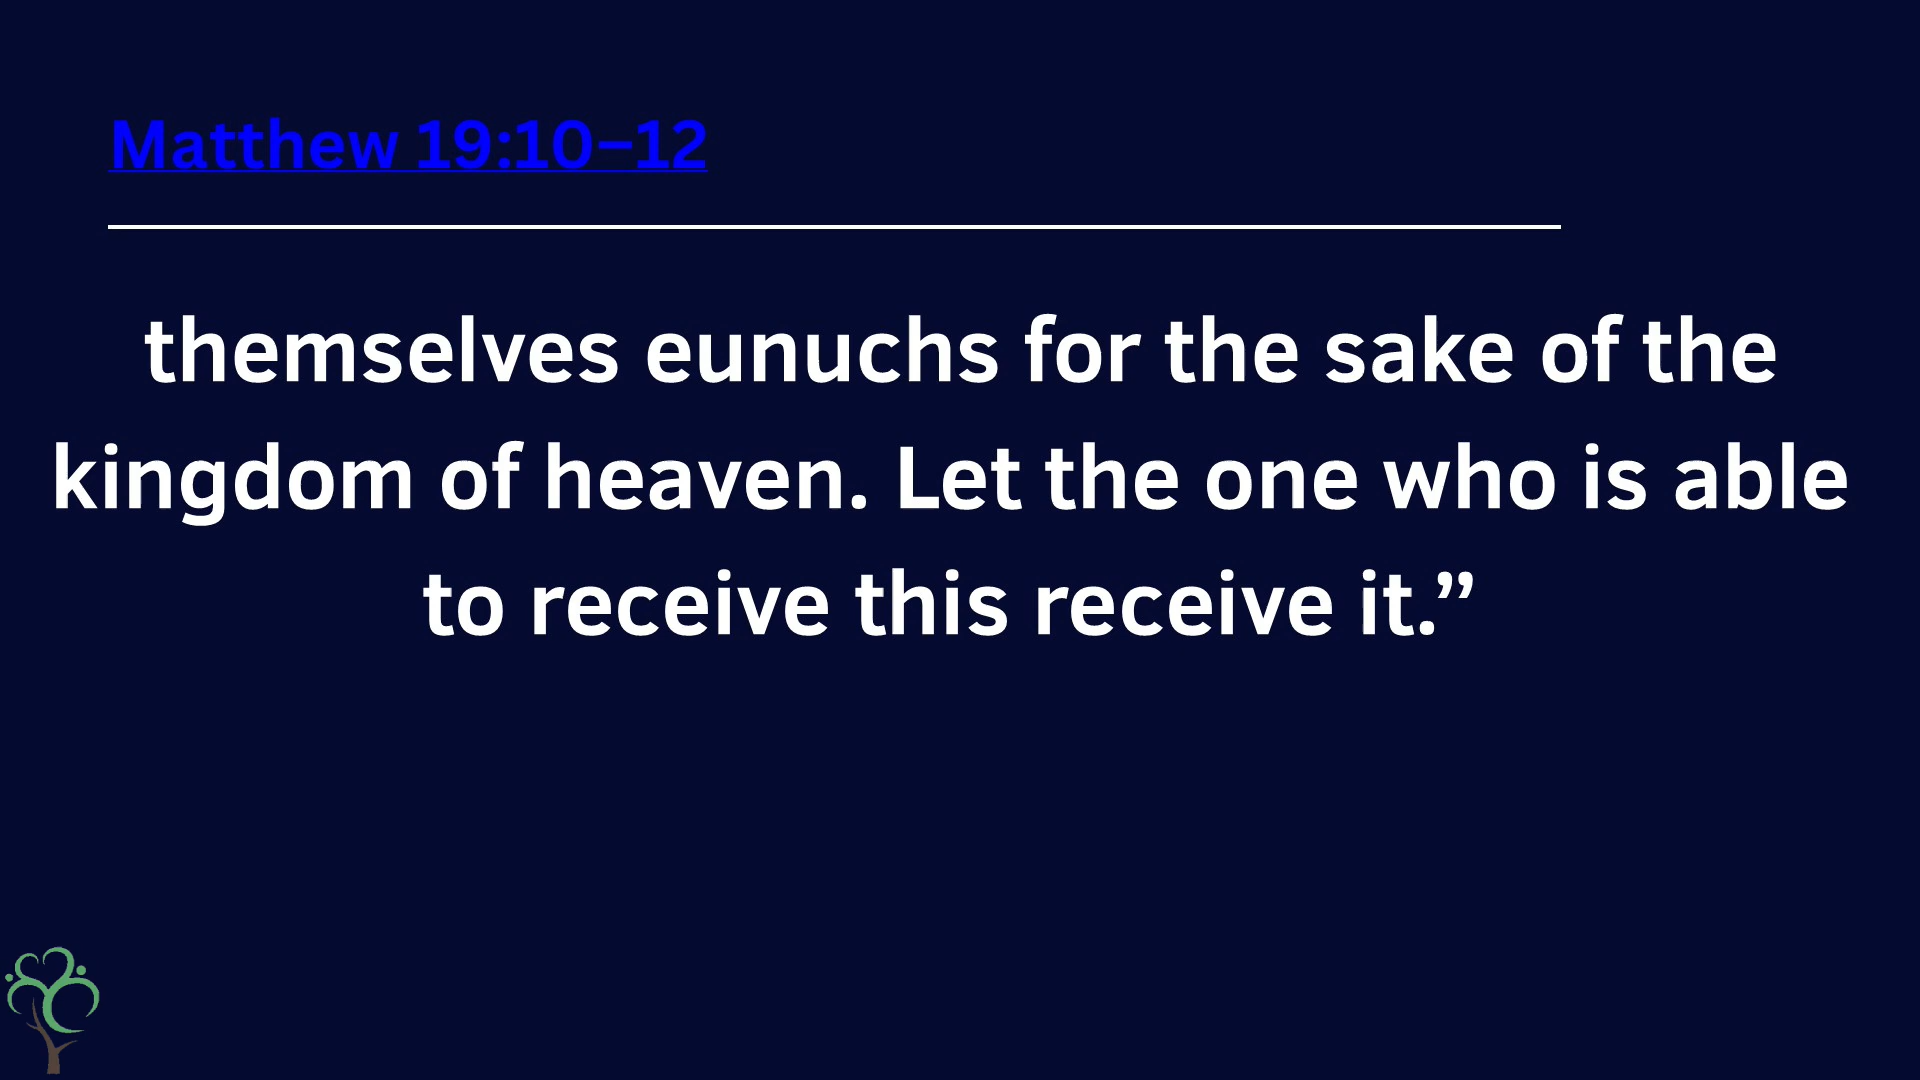 Matthew 19:10–12
themselves eunuchs for the sake of the
kingdom of heaven. Let the one who is able
to receive this receive it.”